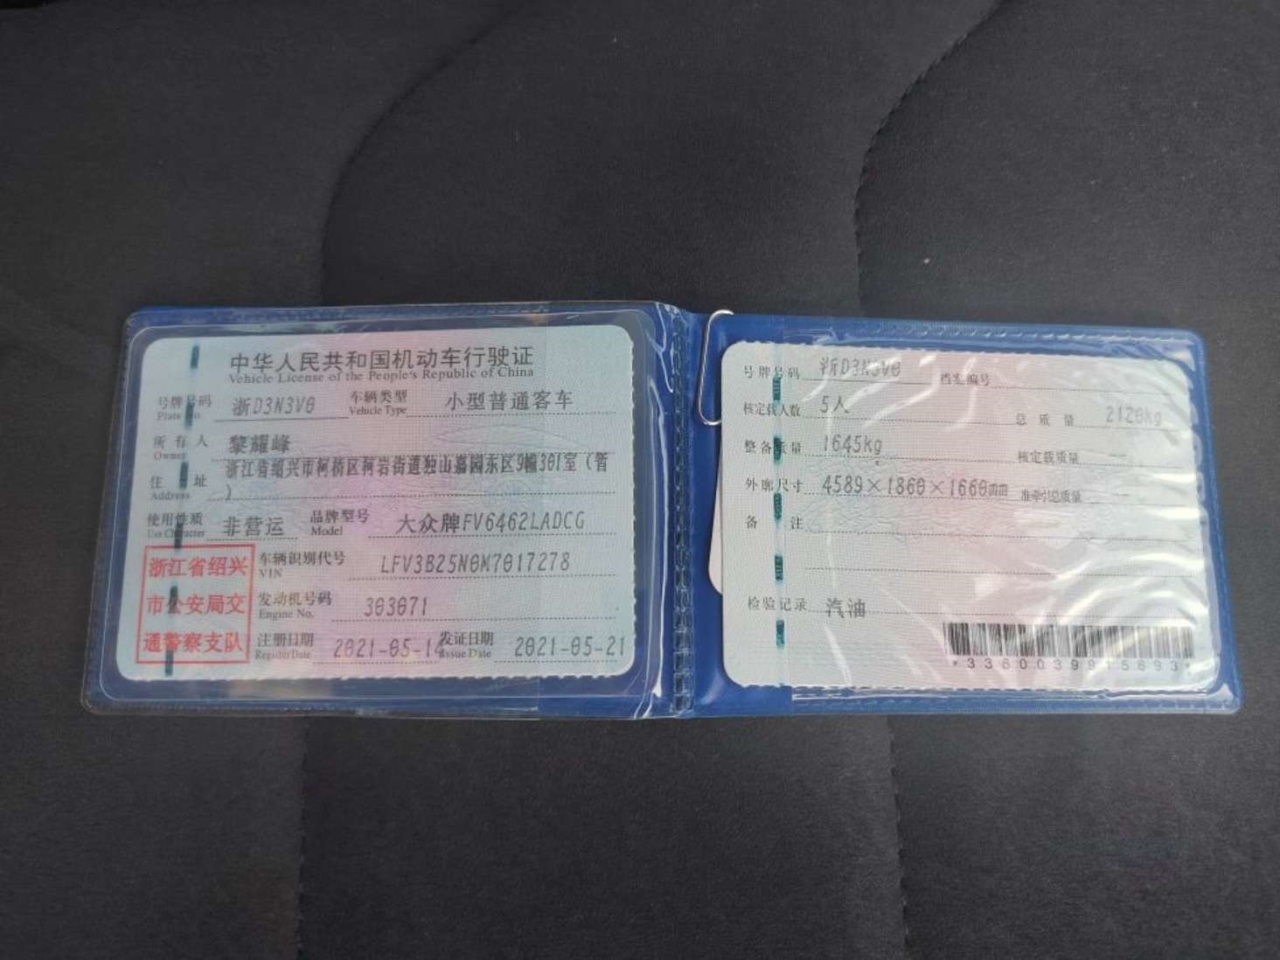 中华人民共和国机动车行驶证
Vehicle License of the People's Republic of China
号牌号码 浙D3N3V0 车辆类型 小型普通客车
Plate No. Vehicle Type
所有人 黎耀峰
Owner
住址 浙江省绍兴市柯桥区柯岩街道独山嘉园东区9幢301室（暂
Address ）
使用性质 非营运 品牌型号 大众牌FV6462LADCG
Use Character Model
浙江省绍兴
市公安局交
通警察支队
车辆识别代号 LFV3B25N0M7017278
VIN
发动机号码 303071
Engine No.
注册日期 2021-05-14 发证日期 2021-05-21
Register Date Issue Date
号牌号码 浙D3N3V0 档案编号
核定载人数 5人 总质量 2120kg
整备质量 1645kg 核定载质量 —
外廓尺寸 4589×1860×1660mm 准牵引总质量 —
备注
检验记录 汽油
*3360039915693*